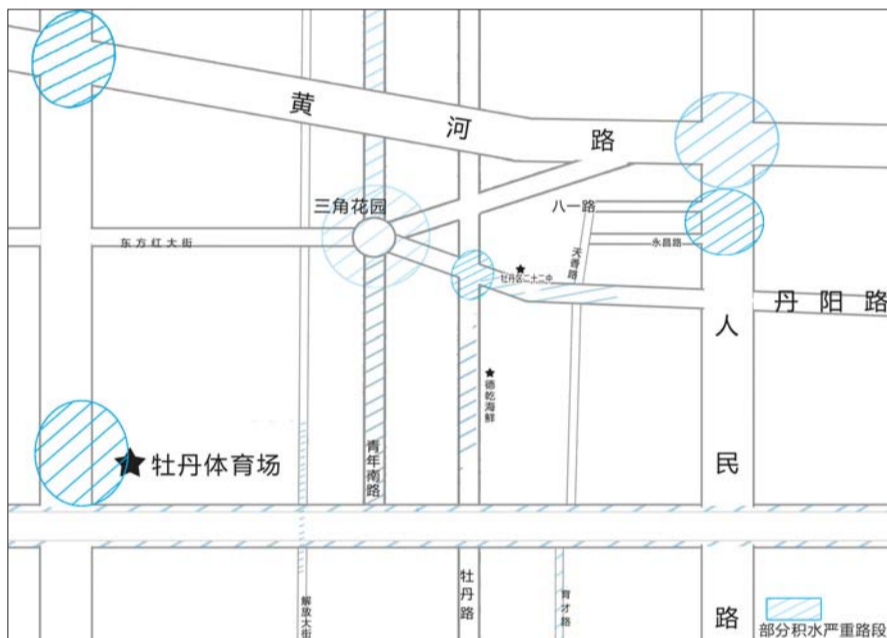 黄河路
三角花园
八一路
东方红大街
天香路
永昌路
牡丹区二十二中
丹阳路
人民路
德乾海鲜
青年南路
牡丹体育场
解放大街
牡丹路
育才路
部分积水严重路段